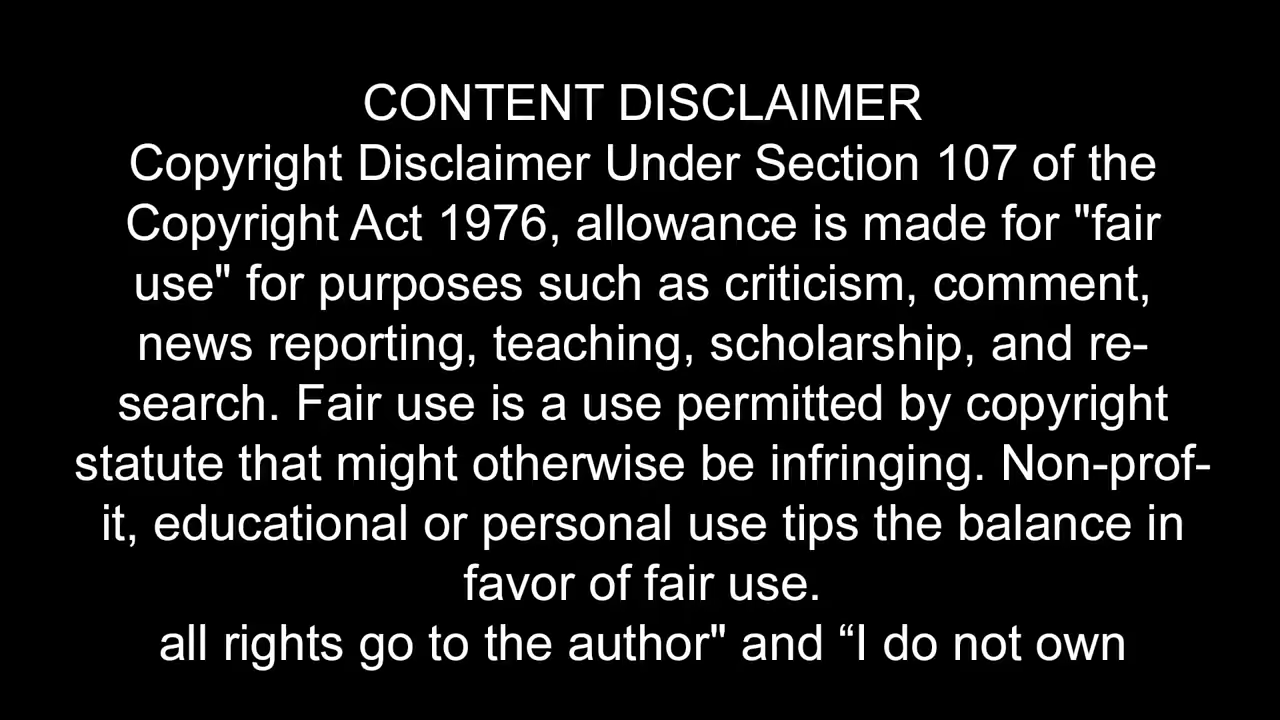 CONTENT DISCLAIMER
Copyright Disclaimer Under Section 107 of the
Copyright Act 1976, allowance is made for "fair
use" for purposes such as criticism, comment,
news reporting, teaching, scholarship, and re-
search. Fair use is a use permitted by copyright
statute that might otherwise be infringing. Non-prof-
it, educational or personal use tips the balance in
favor of fair use.
all rights go to the author" and “I do not own